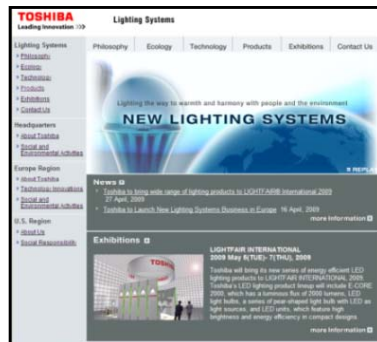 TOSHIBA
Leading Innovation >>>
Lighting Systems
Philosophy
Ecology
Technology
Products
Exhibitions
Contact Us
Lighting Systems
Philosophy
Ecology
Technology
Products
Exhibitions
Contact Us
Headquarters
About Toshiba
Social and
Environmental Activities
Europe Region
About Toshiba
Technology Innovations
Social and
Environmental Activities
U.S. Region
About Us
Social Responsibility
Lighting the way to warmth and harmony with people and the environment
NEW LIGHTING SYSTEMS
REPLAY
News
Toshiba to bring wide range of lighting products to LIGHTFAIR® International 2009
27 April, 2009
Toshiba to Launch New Lighting Systems Business in Europe 16 April, 2009
more Information
Exhibitions
TOSHIBA
LIGHTFAIR INTERNATIONAL
2009 May 5(TUE)- 7(THU), 2009
Toshiba will bring its new series of energy efficient LED
lighting products to LIGHTFAIR INTERNATIONAL 2009.
Toshiba's LED lighting product lineup will include E-CORE
2000, which has a luminous flux of 2000 lumens, LED
light bulbs, a series of pear-shaped light bulb with LED as
light sources, and LED units, which feature high
brightness and energy efficiency in compact designs
more Information